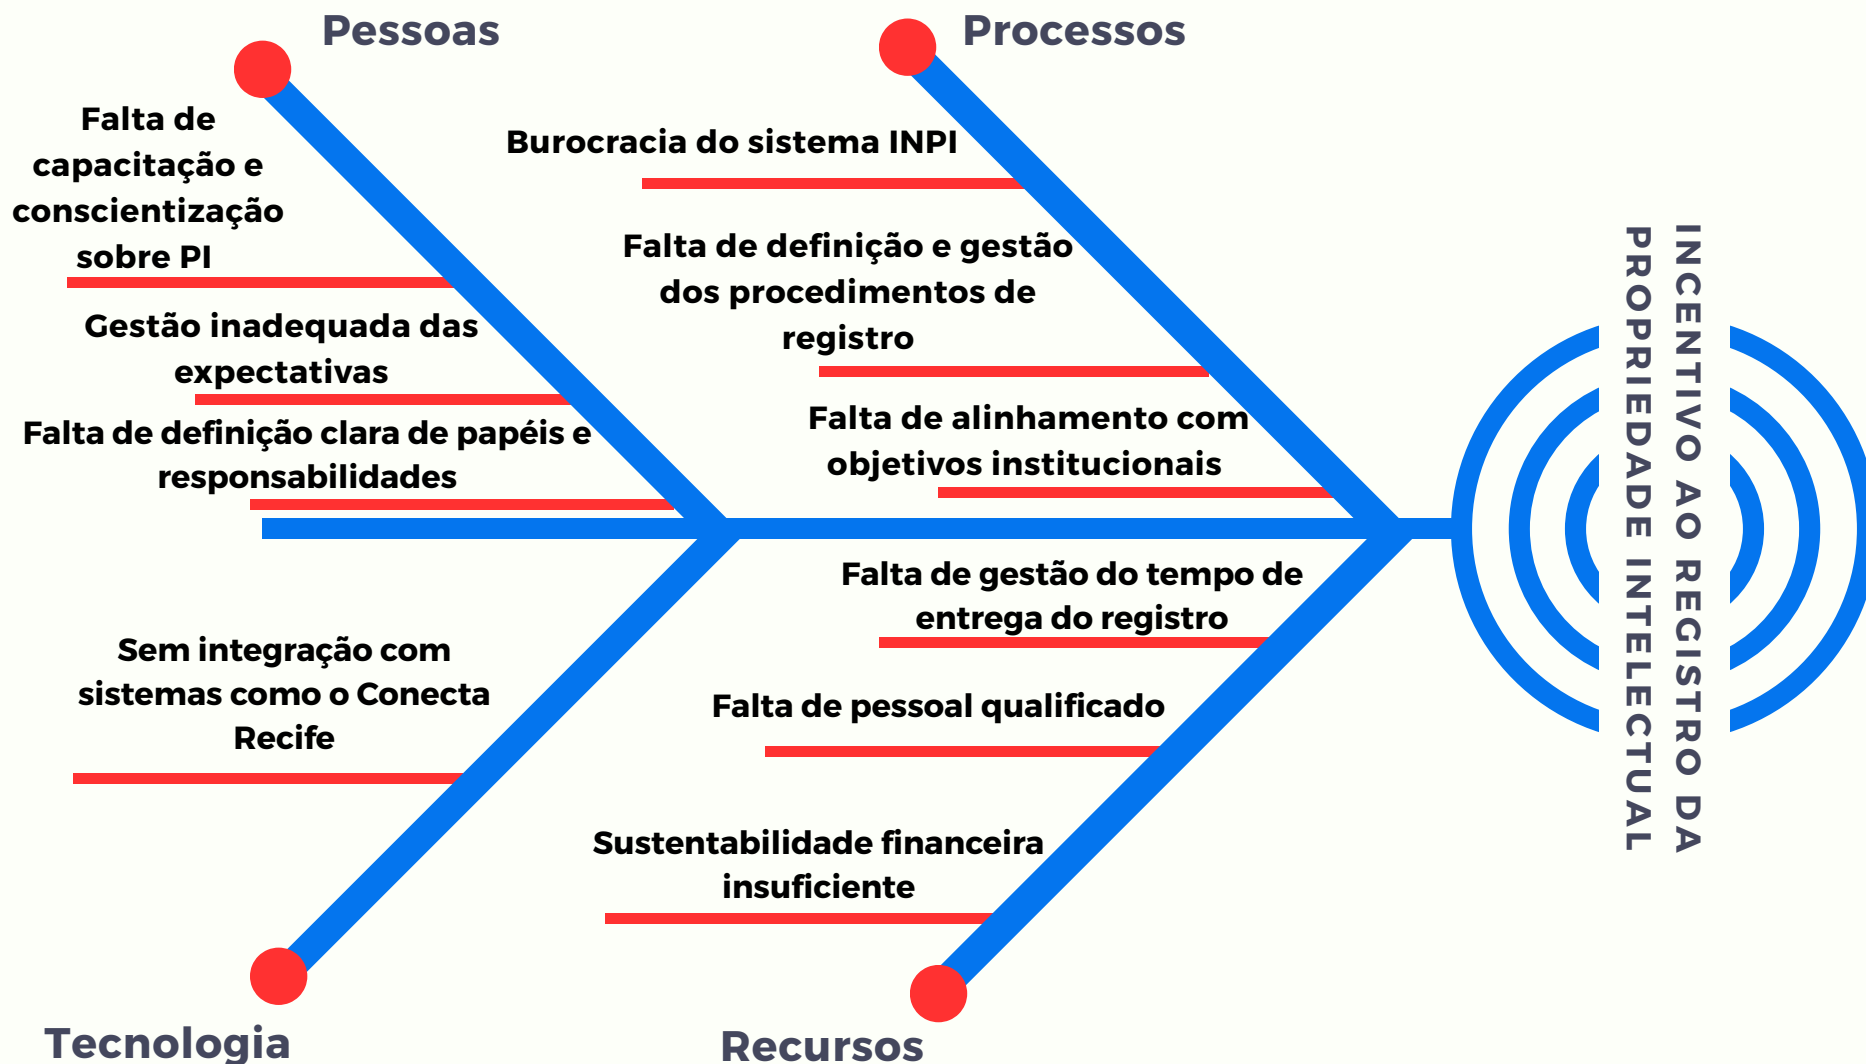 Pessoas
Falta de
capacitação e
conscientização
sobre PI
Gestão inadequada das
expectativas
Falta de definição clara de papéis e
responsabilidades
Processos
Burocracia do sistema INPI
Falta de definição e gestão
dos procedimentos de
registro
Falta de alinhamento com
objetivos institucionais
Sem integração com
sistemas como o Conecta
Recife
Tecnologia
Falta de gestão do tempo de
entrega do registro
Falta de pessoal qualificado
Sustentabilidade financeira
insuficiente
Recursos
INCENTIVO AO REGISTRO DA
PROPRIEDADE INTELECTUAL